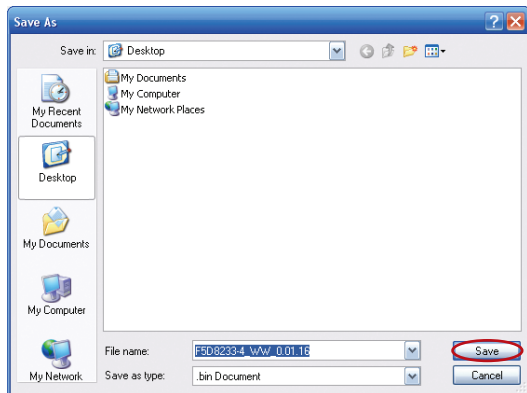 Save As
Save in:
Desktop
My Recent
Documents
Desktop
My Documents
My Computer
My Network
My Documents
My Computer
My Network Places
File name:
F5D8233-4_WW_0.01.16
Save
Save as type:
.bin Document
Cancel